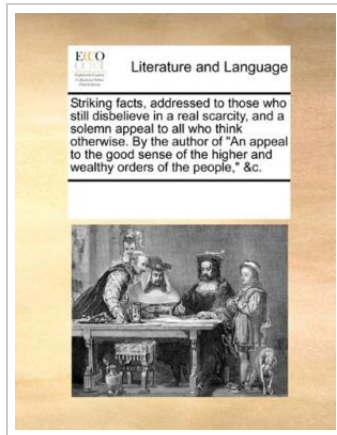 ECCO
Literature and Language
Striking facts, addressed to those who
still disbelieve in a real scarcity, and a
solemn appeal to all who think
otherwise. By the author of "An appeal
to the good sense of the higher and
wealthy orders of the people," &c.